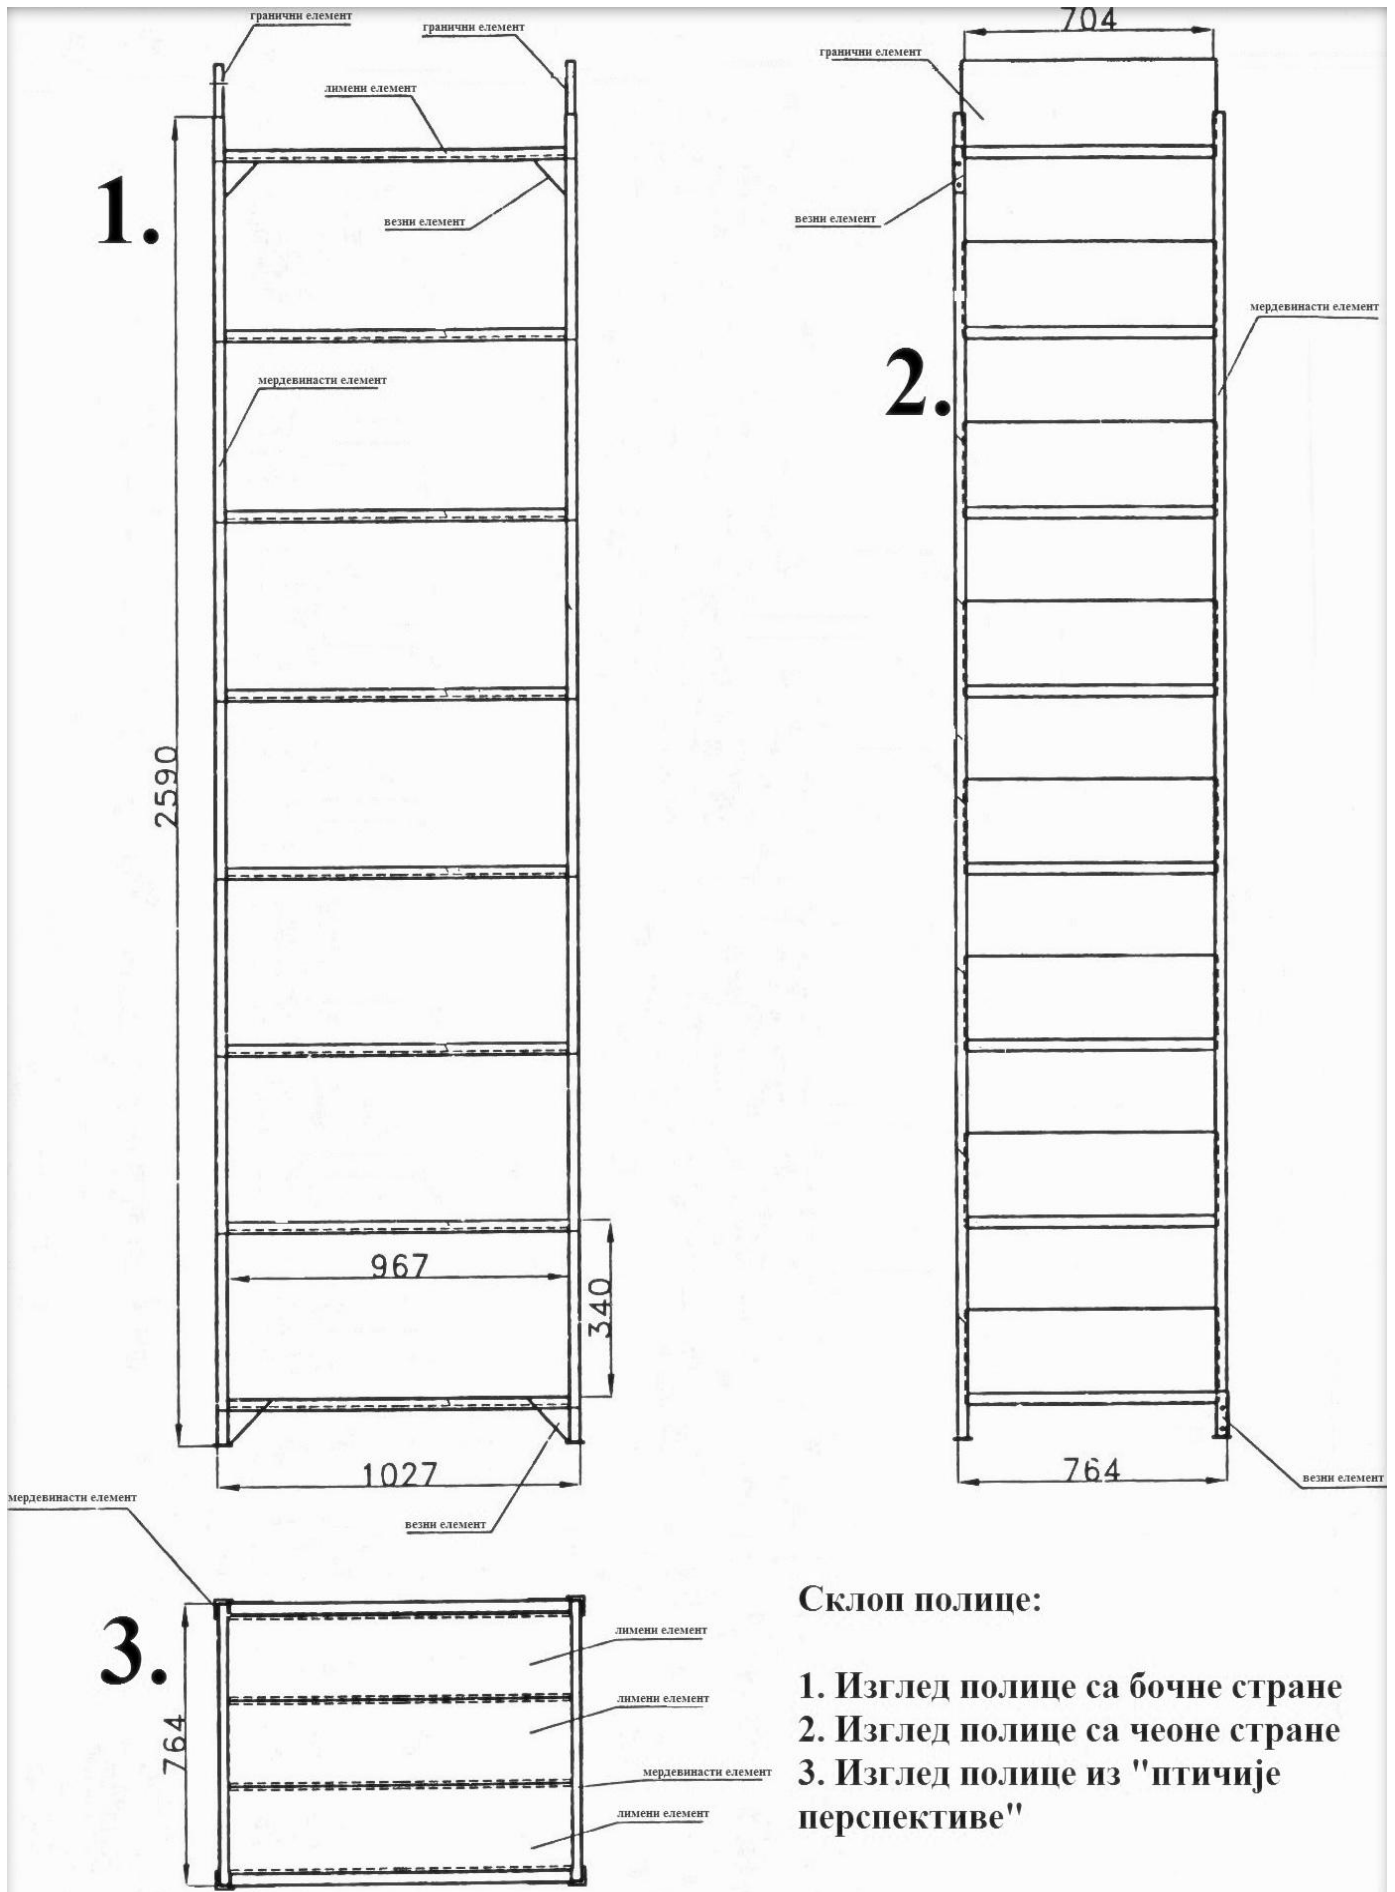 гранични елемент
гранични елемент
лимени елемент
1.
везни елемент
мердевинасти елемент
2590
967
340
1027
везни елемент
704
гранични елемент
везни елемент
мердевинасти елемент
2.
764
везни елемент
мердевинасти елемент
3.
764
лимени елемент
лимени елемент
мердевинасти елемент
лимени елемент
Склоп полице:
1. Изглед полице са бочне стране
2. Изглед полице са чеоне стране
3. Изглед полице из "птичије
перспективе"